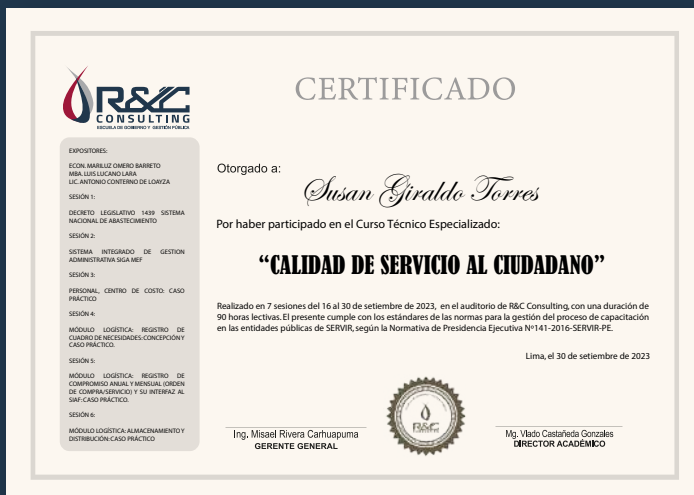 R&C
CONSULTING
ESCUELA DE GOBIERNO Y GESTIÓN PÚBLICA
CERTIFICADO
EXPOSITORES:
ECON. MARILUZ OMERO BARRETO
MBA. LUIS LUCANO LARA
LIC. ANTONIO CONTERNO DE LOAYZA
SESIÓN 1:
DECRETO LEGISLATIVO 1439 SISTEMA
NACIONAL DE ABASTECIMIENTO
SESIÓN 2:
SISTEMA INTEGRADO DE GESTION
ADMINISTRATIVA SIGA MEF
SESIÓN 3:
PERSONAL, CENTRO DE COSTO: CASO
PRÁCTICO
SESIÓN 4:
MÓDULO LOGÍSTICA: REGISTRO DE
CUADRO DE NECESIDADES: CONCEPCIÓN Y
CASO PRÁCTICO.
SESIÓN 5:
MÓDULO LOGÍSTICA: REGISTRO DE
COMPROMISO ANUAL Y MENSUAL (ORDEN
DE COMPRA/SERVICIO) Y SU INTERFAZ AL
SIAF: CASO PRÁCTICO.
SESIÓN 6:
MÓDULO LOGÍSTICA: ALMACENAMIENTO Y
DISTRIBUCIÓN: CASO PRÁCTICO
Otorgado a:
Susan Giraldo Torres
Por haber participado en el Curso Técnico Especializado:
“CALIDAD DE SERVICIO AL CIUDADANO”
Realizado en 7 sesiones del 16 al 30 de setiembre de 2023, en el auditorio de R&C Consulting, con una duración de
90 horas lectivas. El presente cumple con los estándares de las normas para la gestión del proceso de capacitación
en las entidades públicas de SERVIR, según la Normativa de Presidencia Ejecutiva Nº141-2016-SERVIR-PE.
Lima, el 30 de setiembre de 2023
R&C
Ing. Misael Rivera Carhuapuma
GERENTE GENERAL
Mg. Vlado Castañeda Gonzales
DIRECTOR ACADÉMICO